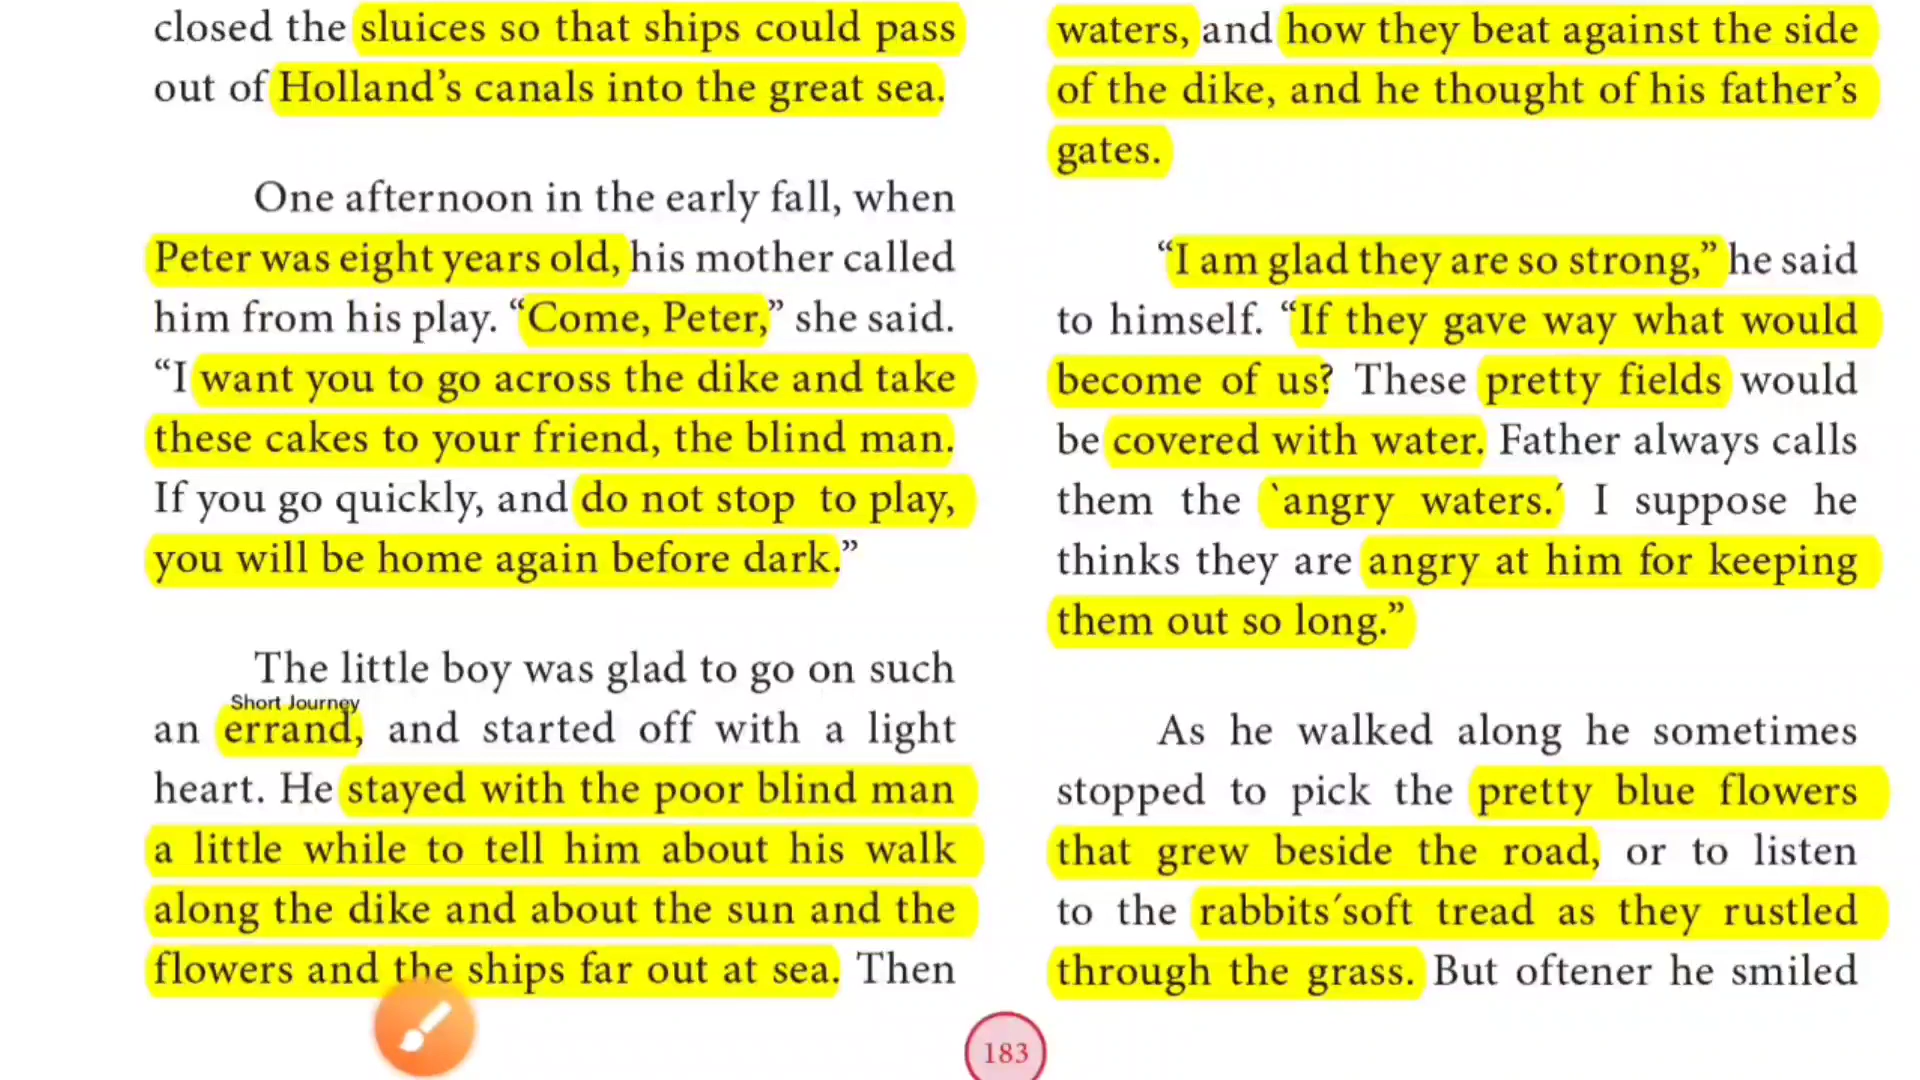 closed the sluices so that ships could pass
out of Holland’s canals into the great sea.
One afternoon in the early fall, when
Peter was eight years old, his mother called
him from his play. “Come, Peter,” she said.
“I want you to go across the dike and take
these cakes to your friend, the blind man.
If you go quickly, and do not stop to play,
you will be home again before dark.”
The little boy was glad to go on such
Short Journey
an errand, and started off with a light
heart. He stayed with the poor blind man
a little while to tell him about his walk
along the dike and about the sun and the
flowers and the ships far out at sea. Then
waters, and how they beat against the side
of the dike, and he thought of his father’s
gates.
“I am glad they are so strong,” he said
to himself. “If they gave way what would
become of us? These pretty fields would
be covered with water. Father always calls
them the `angry waters.´ I suppose he
thinks they are angry at him for keeping
them out so long.”
As he walked along he sometimes
stopped to pick the pretty blue flowers
that grew beside the road, or to listen
to the rabbits´soft tread as they rustled
through the grass. But oftener he smiled
183